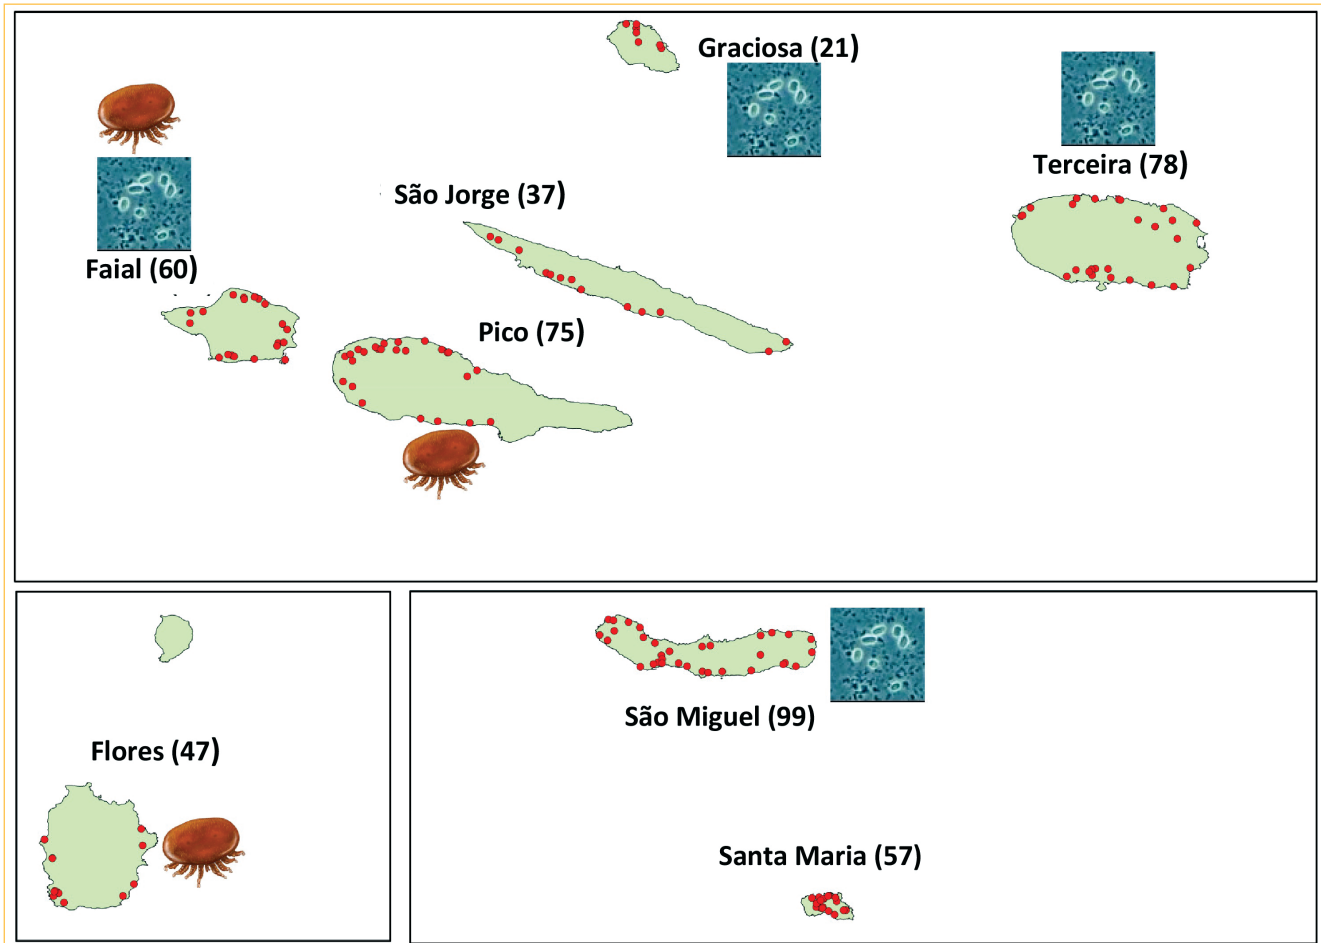 Graciosa (21)
Terceira (78)
São Jorge (37)
Faial (60)
Pico (75)
São Miguel (99)
Flores (47)
Santa Maria (57)